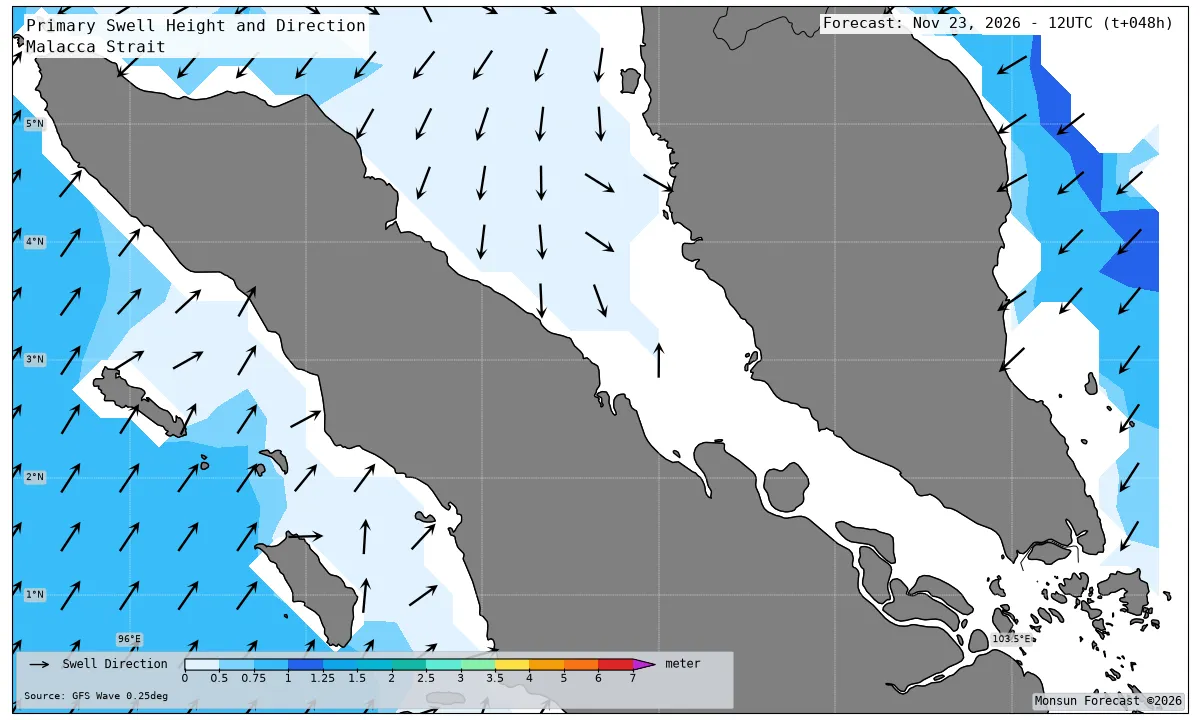 Primary Swell Height and Direction
Malacca Strait
Forecast: Nov 23, 2026 - 12UTC (t+048h)
5°N
4°N
3°N
2°N
1°N
96°E
103.5°E
Swell Direction
meter
0 0.5 0.75 1 1.25 1.5 2 2.5 3 3.5 4 5 6 7
Source: GFS Wave 0.25deg
Monsun Forecast ©2026